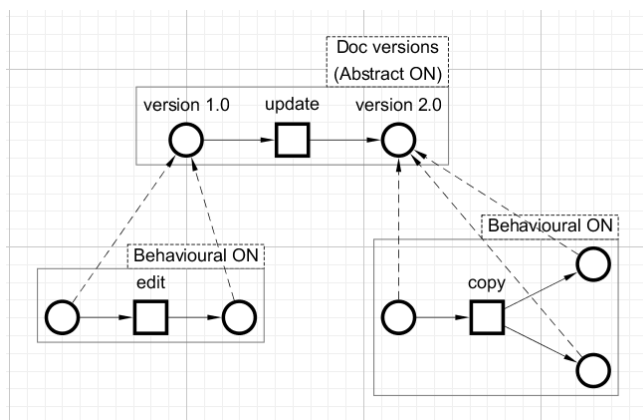 Doc versions
(Abstract ON)
version 1.0
update
version 2.0
Behavioural ON
edit
Behavioural ON
copy